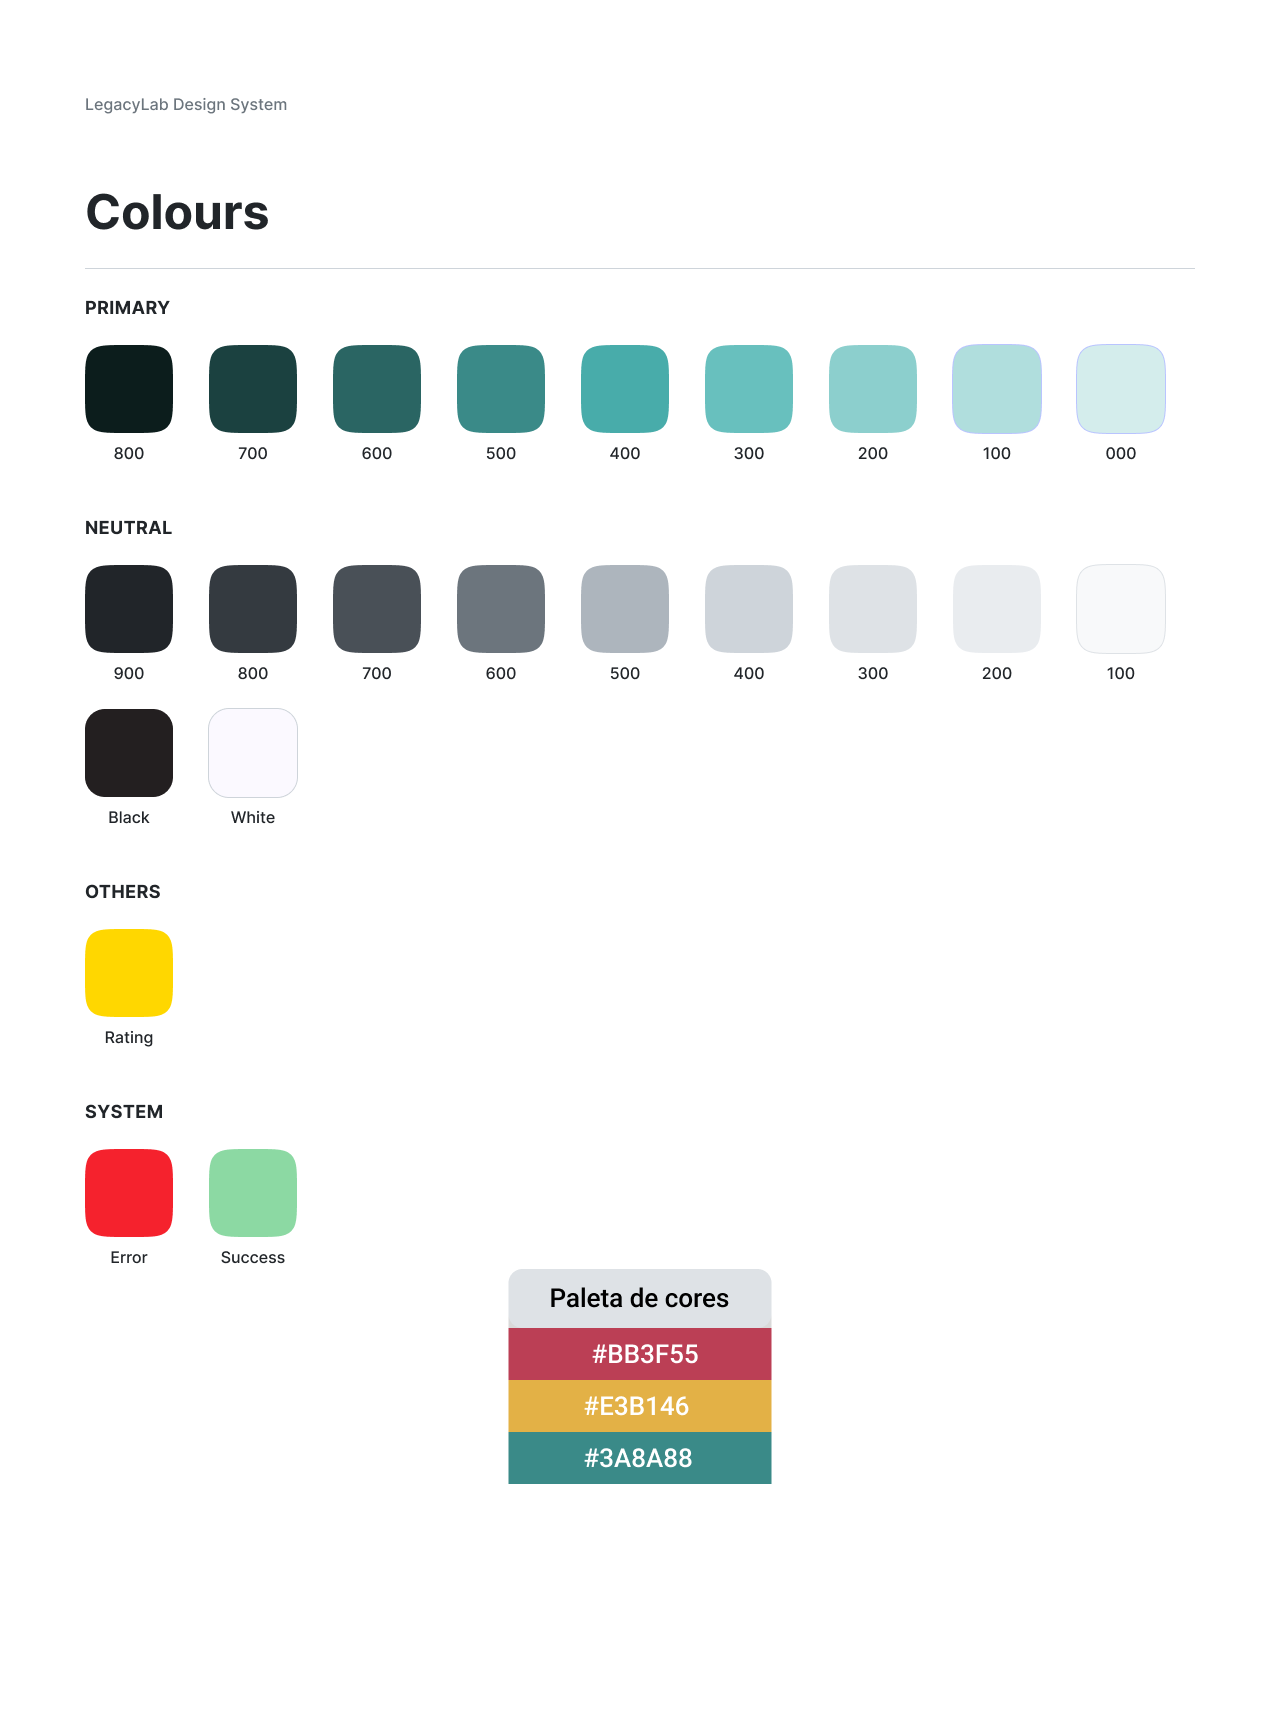 LegacyLab Design System
Colours
PRIMARY
800 700 600 500 400 300 200 100 000
NEUTRAL
900 800 700 600 500 400 300 200 100
Black White
OTHERS
Rating
SYSTEM
Error Success
Paleta de cores
#BB3F55
#E3B146
#3A8A88